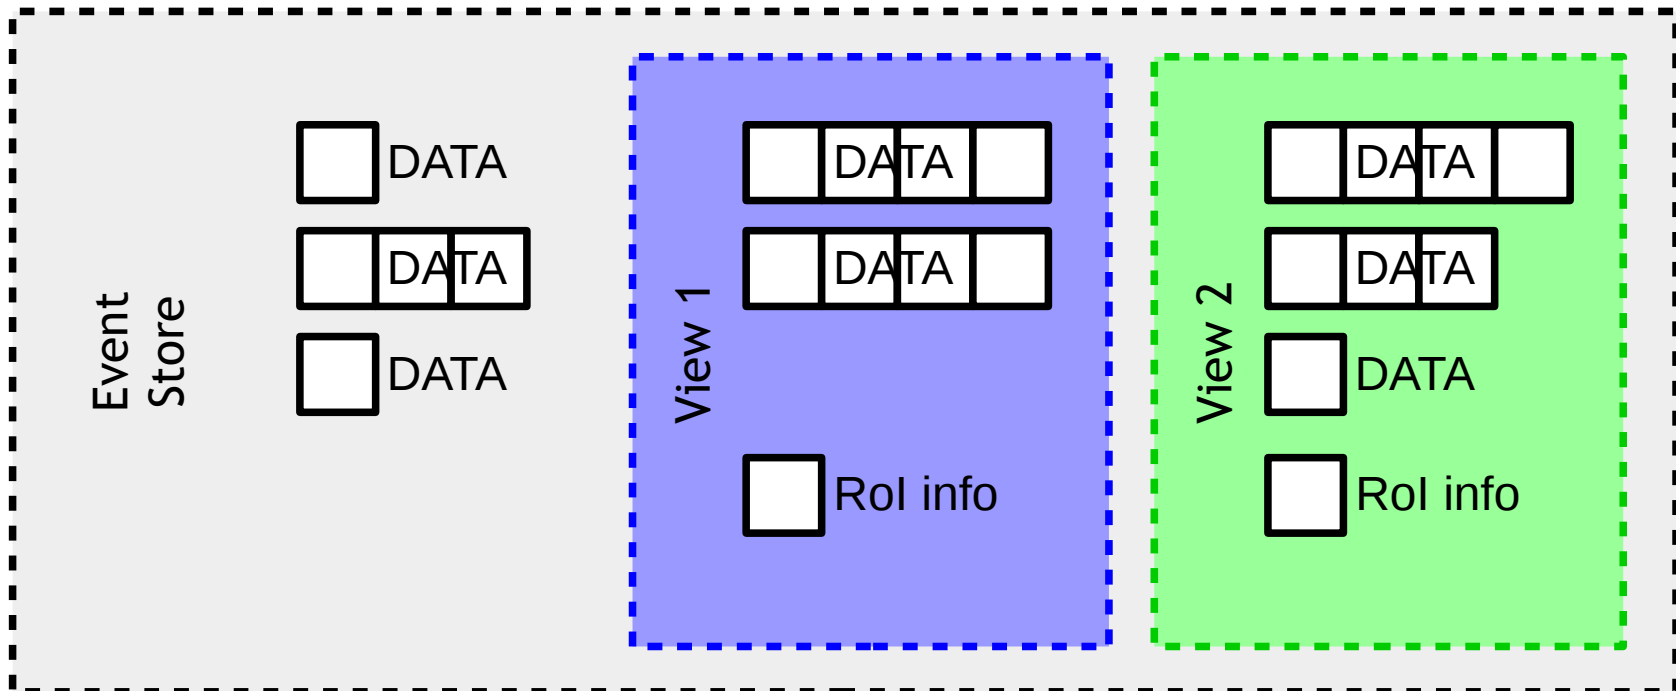 Event
Store
DATA
DATA
DATA
View 1
DATA
DATA
RoI info
View 2
DATA
DATA
DATA
RoI info